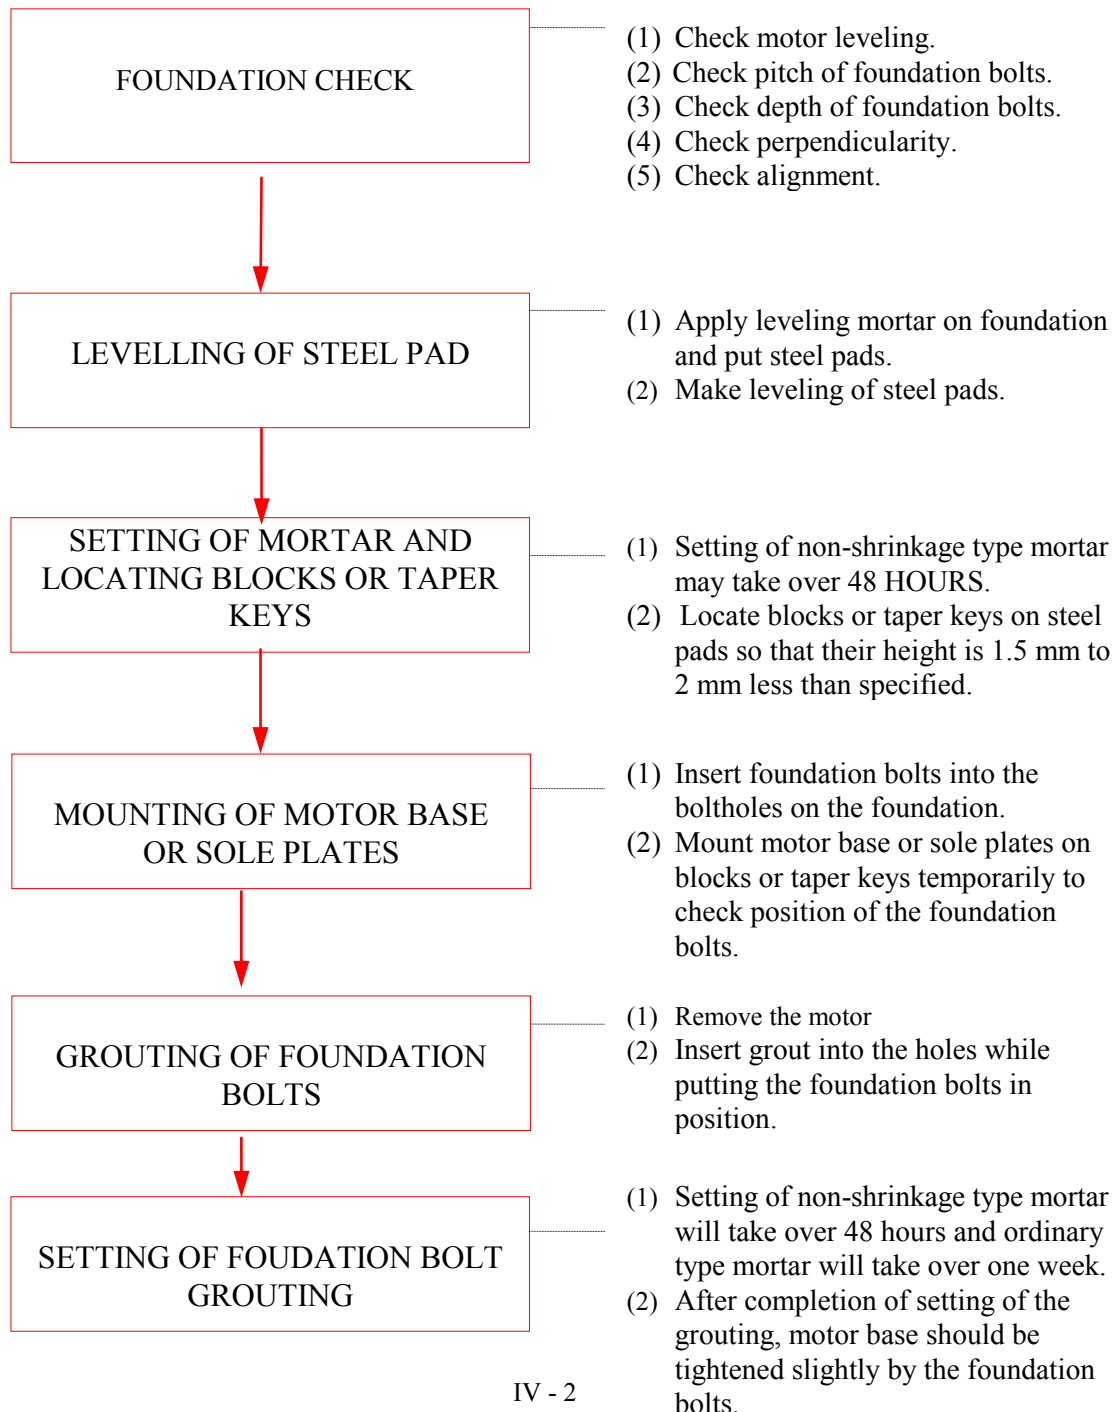 FOUNDATION CHECK
(1) Check motor leveling.
(2) Check pitch of foundation bolts.
(3) Check depth of foundation bolts.
(4) Check perpendicularity.
(5) Check alignment.
LEVELLING OF STEEL PAD
(1) Apply leveling mortar on foundation
and put steel pads.
(2) Make leveling of steel pads.
SETTING OF MORTAR AND
LOCATING BLOCKS OR TAPER
KEYS
(1) Setting of non-shrinkage type mortar
may take over 48 HOURS.
(2) Locate blocks or taper keys on steel
pads so that their height is 1.5 mm to
2 mm less than specified.
MOUNTING OF MOTOR BASE
OR SOLE PLATES
(1) Insert foundation bolts into the
boltholes on the foundation.
(2) Mount motor base or sole plates on
blocks or taper keys temporarily to
check position of the foundation
bolts.
GROUTING OF FOUNDATION
BOLTS
(1) Remove the motor
(2) Insert grout into the holes while
putting the foundation bolts in
position.
SETTING OF FOUDATION BOLT
GROUTING
(1) Setting of non-shrinkage type mortar
will take over 48 hours and ordinary
type mortar will take over one week.
(2) After completion of setting of the
grouting, motor base should be
tightened slightly by the foundation
bolts.
IV - 2